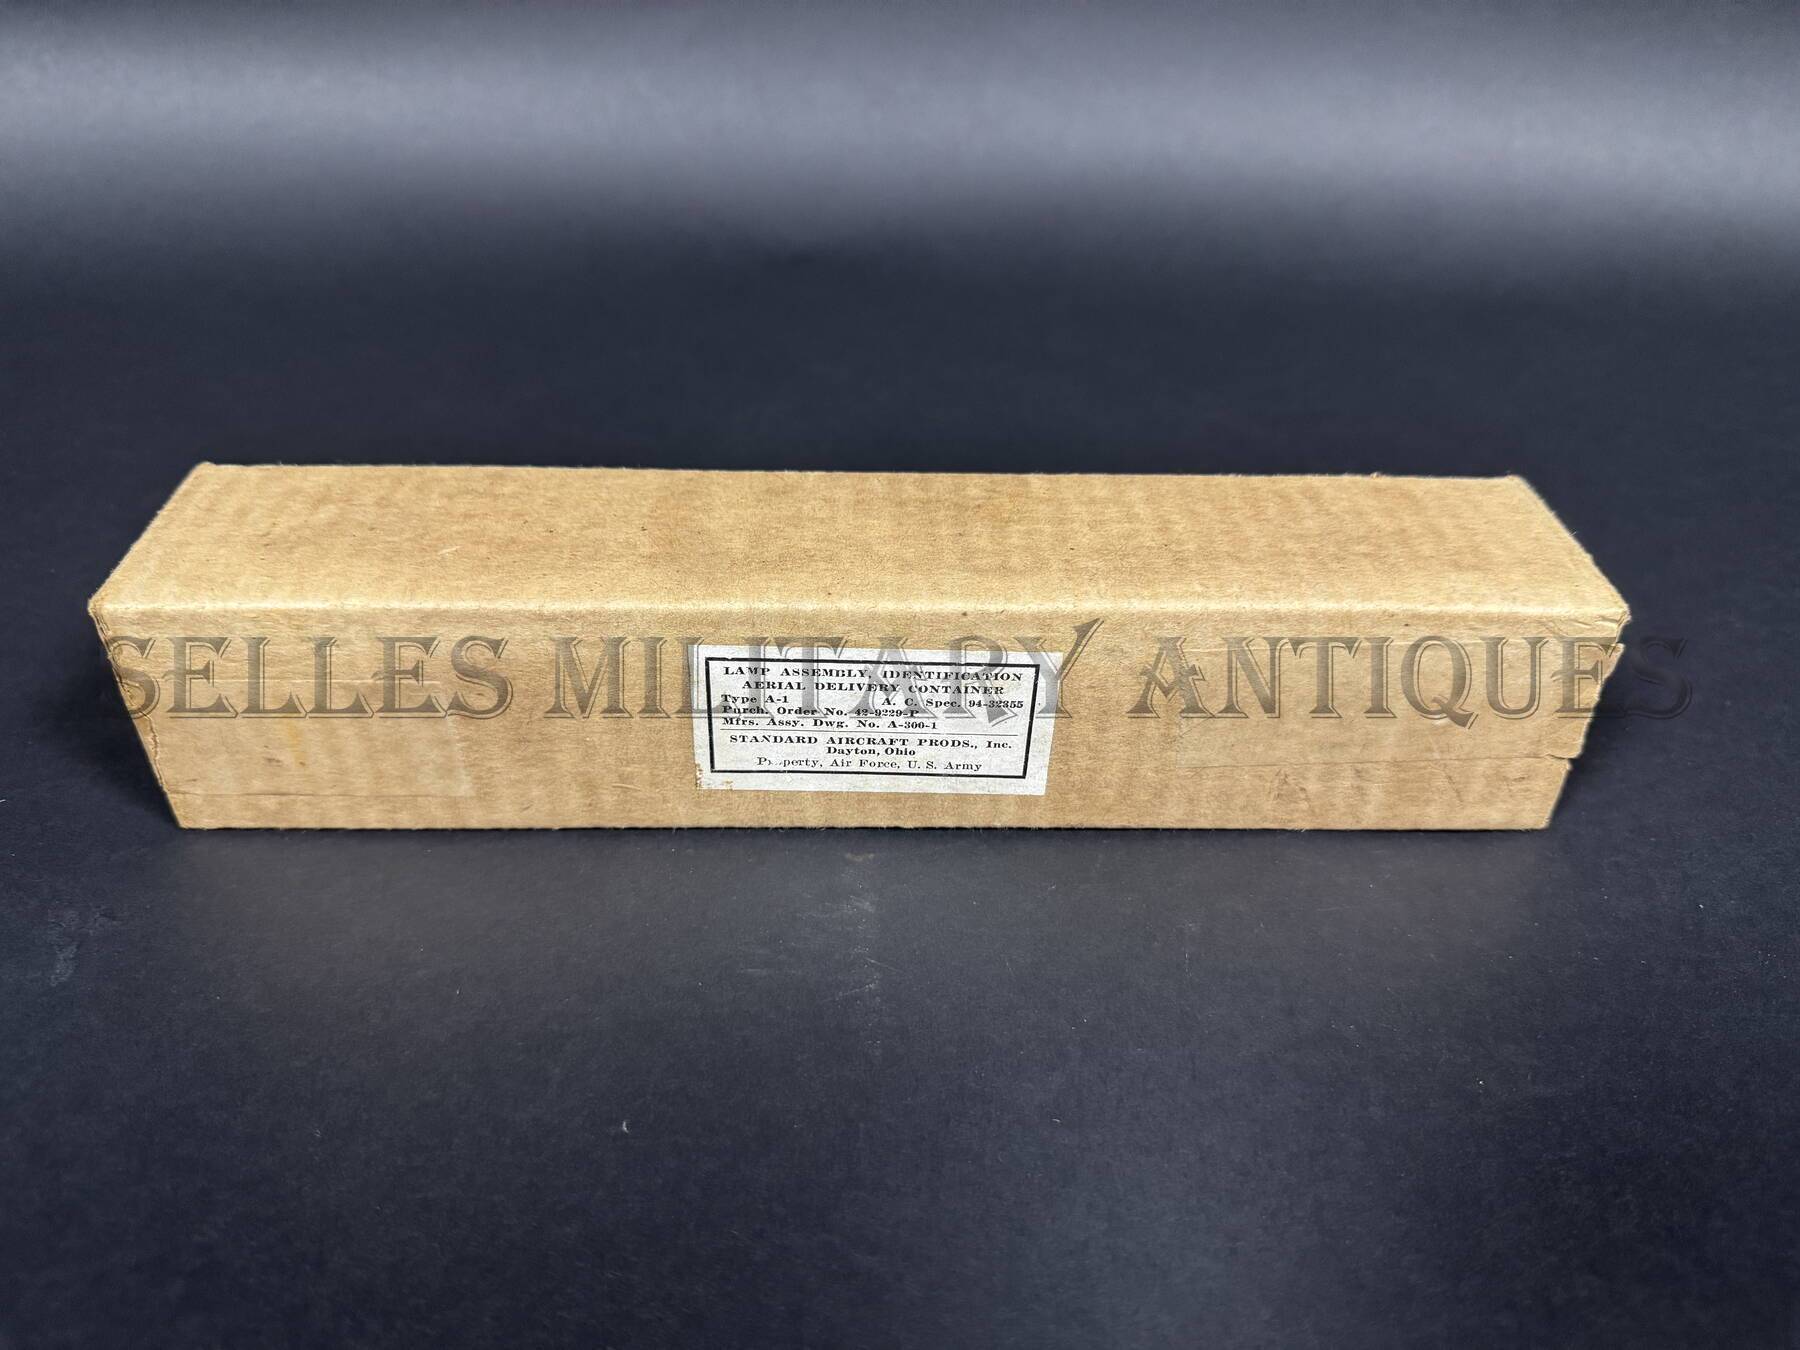 SELLES MILITARY ANTIQUES
LAMP ASSEMBLY, IDENTIFICATION
AERIAL DELIVERY CONTAINER
Type A-1 A. C. Spec. 94-32355
Purch. Order No. 42-9229-P
Mfrs. Assy. Dwg. No. A-300-1
STANDARD AIRCRAFT PRODS., Inc.
Dayton, Ohio
Property, Air Force, U. S. Army